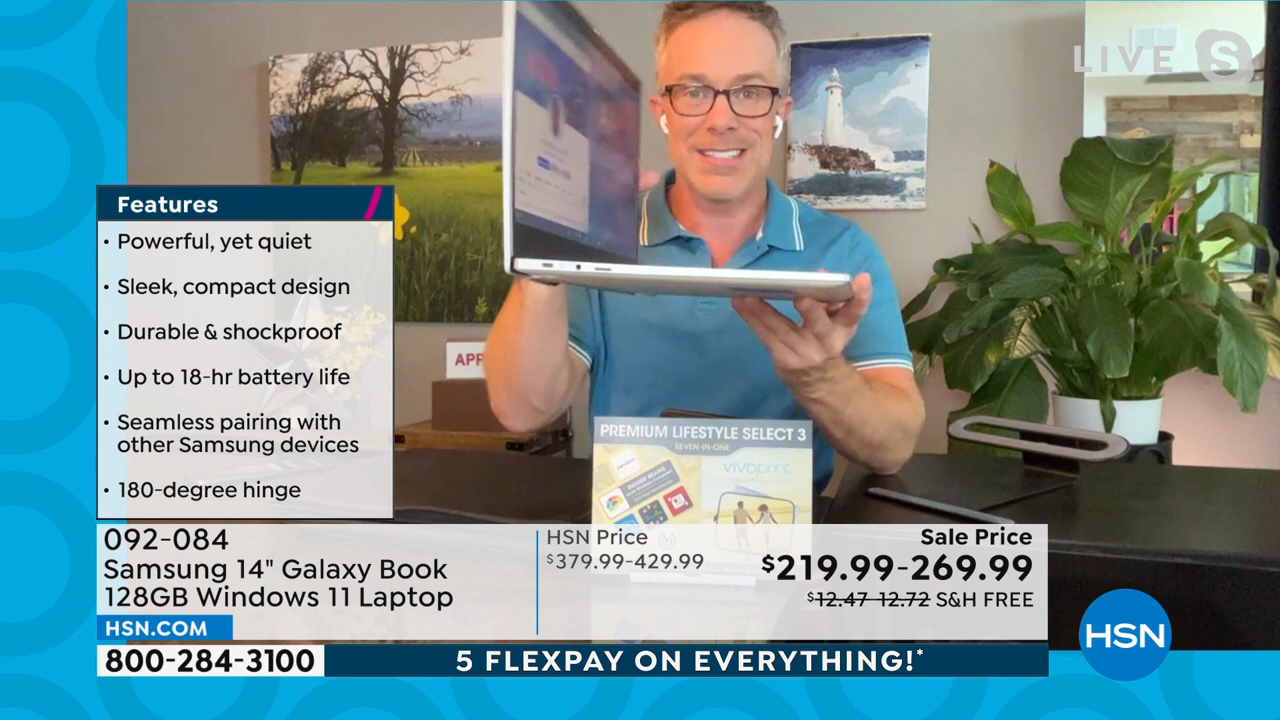 LIVE
Features
• Powerful, yet quiet
• Sleek, compact design
• Durable & shockproof
• Up to 18-hr battery life
• Seamless pairing with
other Samsung devices
• 180-degree hinge
APP
PREMIUM LIFESTYLE SELECT 3
SEVEN-IN-ONE
vivoprint
092-084
Samsung 14" Galaxy Book
128GB Windows 11 Laptop
HSN.COM
HSN Price
$379.99-429.99
Sale Price
$219.99-269.99
$12.47-12.72 S&H FREE
HSN
800-284-3100
5 FLEXPAY ON EVERYTHING!*